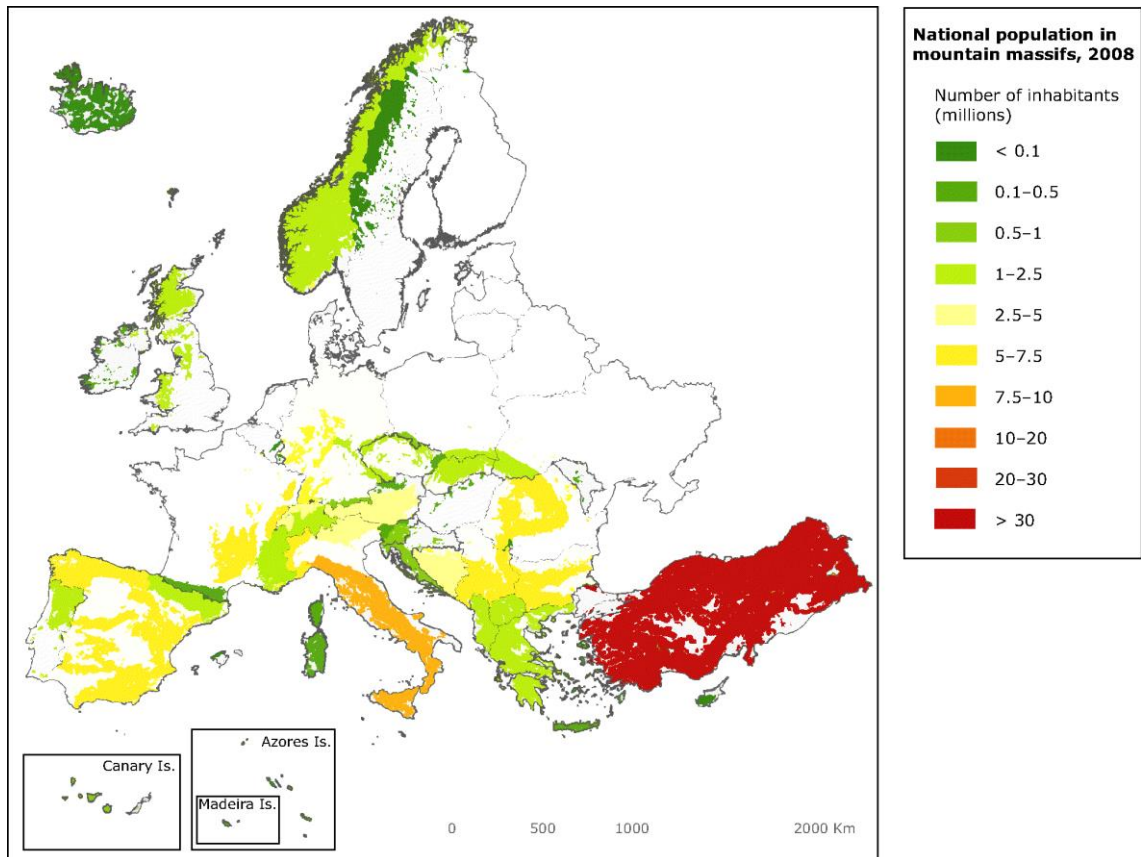 National population in
mountain massifs, 2008
Number of inhabitants
(millions)
< 0.1
0.1–0.5
0.5–1
1–2.5
2.5–5
5–7.5
7.5–10
10–20
20–30
> 30
Azores Is.
Canary Is.
Madeira Is.
0 500 1000 2000 Km